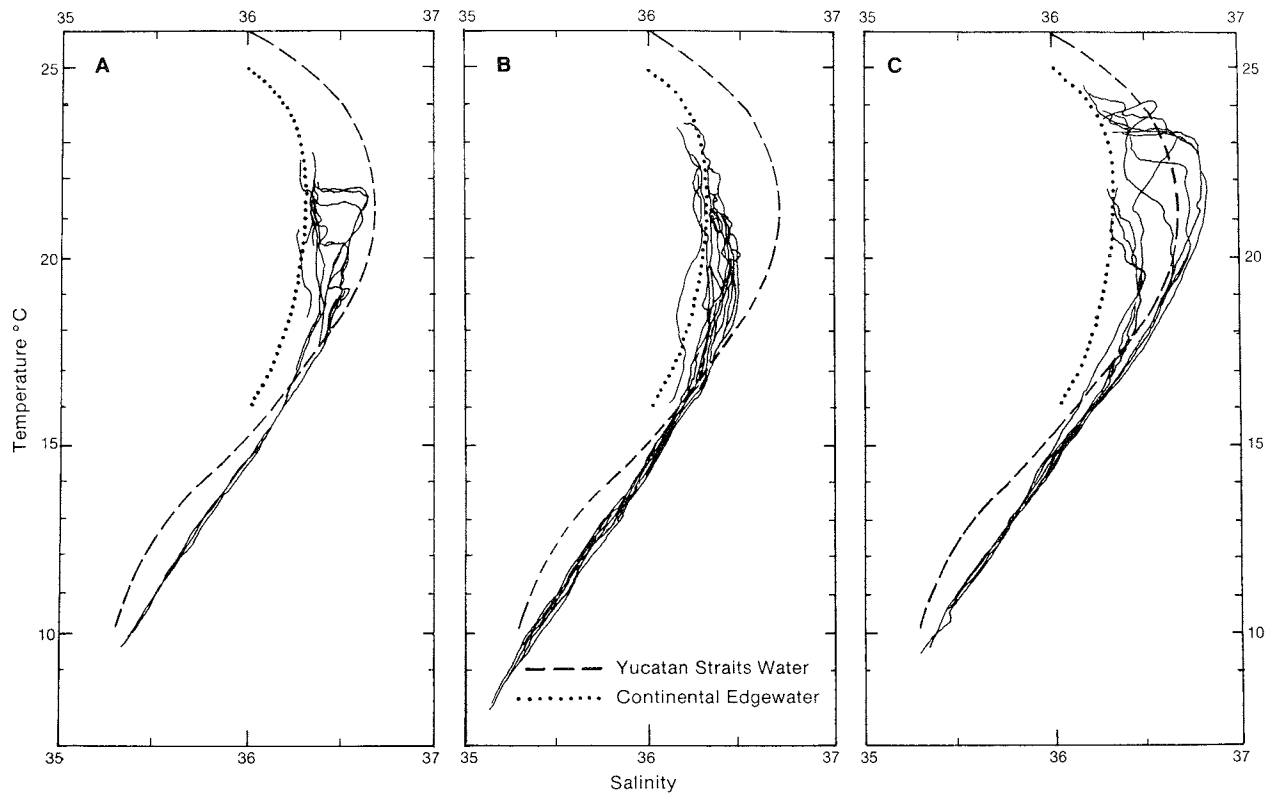 35 36 37 35 36 37 35 36 37
A B C
25 25
20 20
15 15
10 10
Temperature °C
Yucatan Straits Water
Continental Edgewater
35 36 37 35 36 37 35 36 37
Salinity